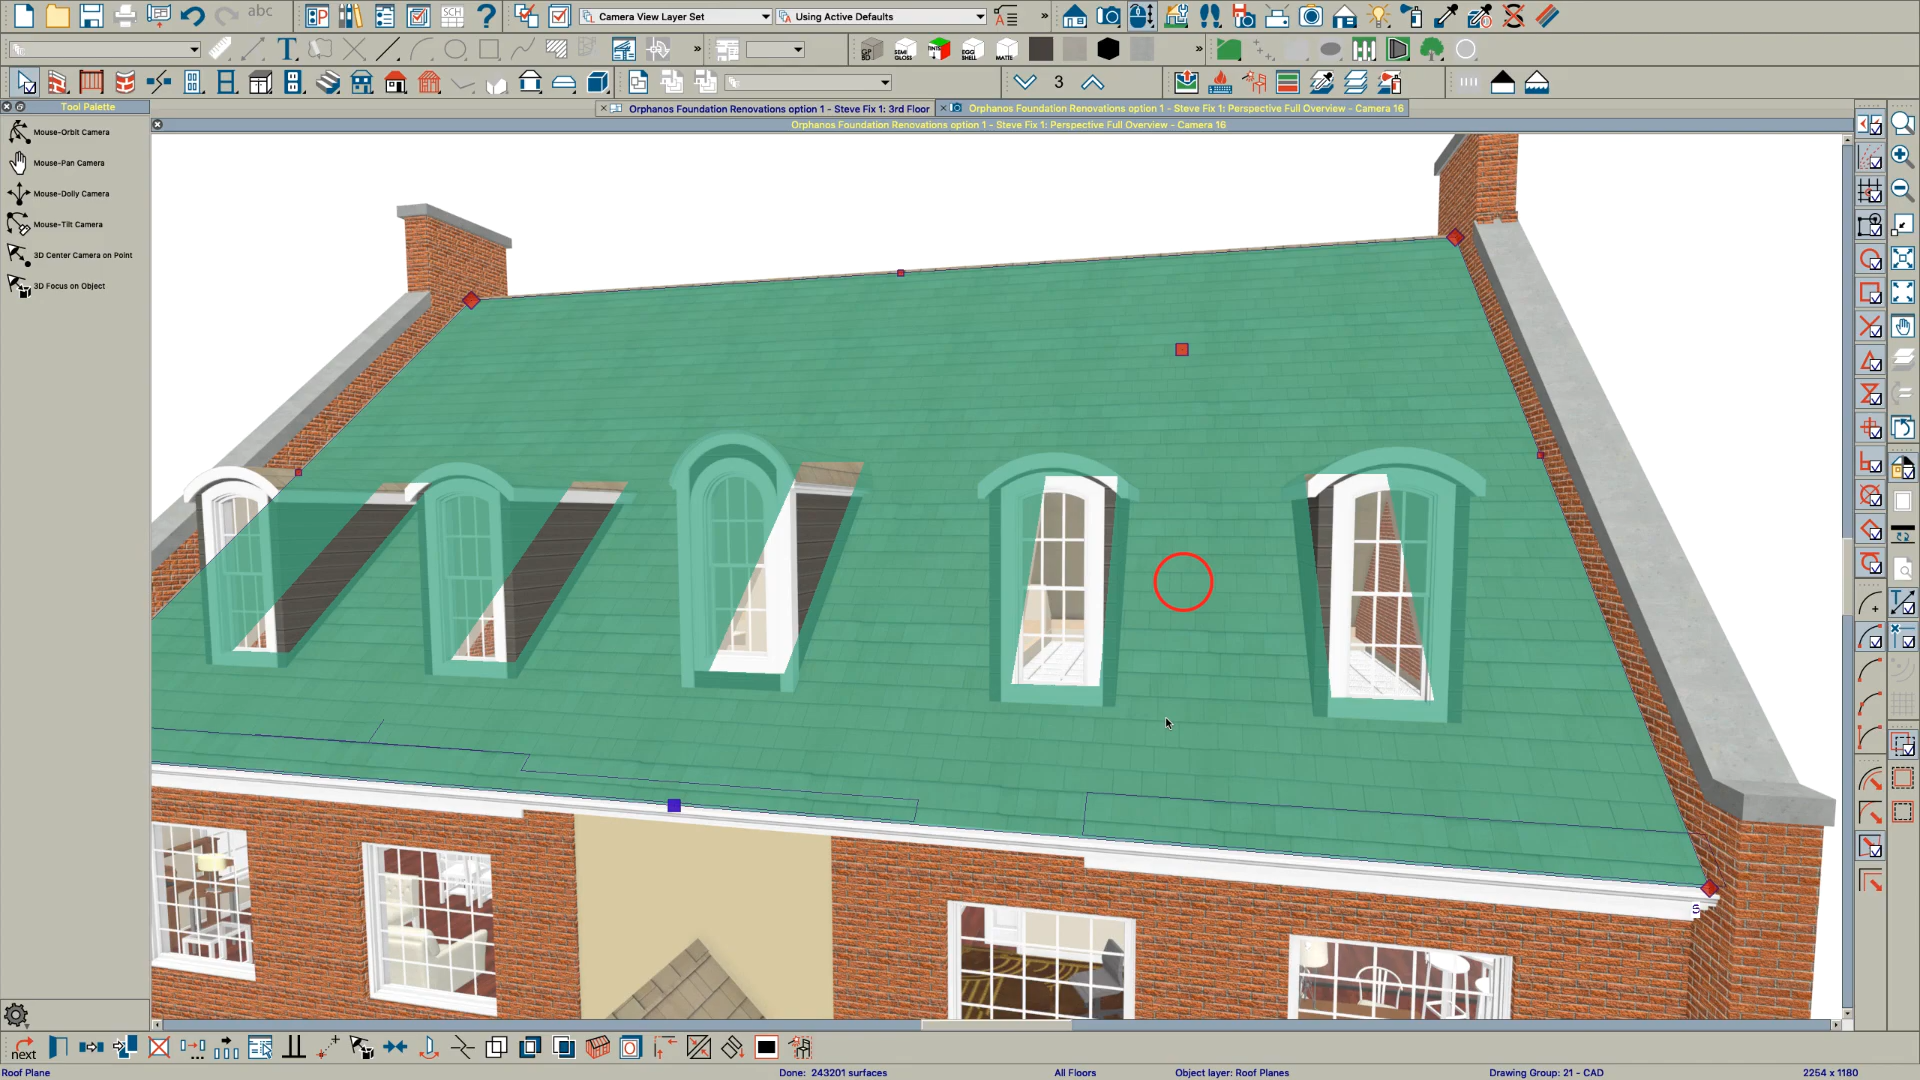 abc
SCH
Camera View Layer Set
Using Active Defaults
T
3
Tool Palette
Orphanos Foundation Renovations option 1 - Steve Fix 1: 3rd Floor
Orphanos Foundation Renovations option 1 - Steve Fix 1: Perspective Full Overview - Camera 16
Orphanos Foundation Renovations option 1 - Steve Fix 1: Perspective Full Overview - Camera 16
Mouse-Orbit Camera
Mouse-Pan Camera
Mouse-Dolly Camera
Mouse-Tilt Camera
3D Center Camera on Point
3D Focus on Object
next
Roof Plane
Done: 243201 surfaces
All Floors
Object layer: Roof Planes
Drawing Group: 21 - CAD
2254 x 1180